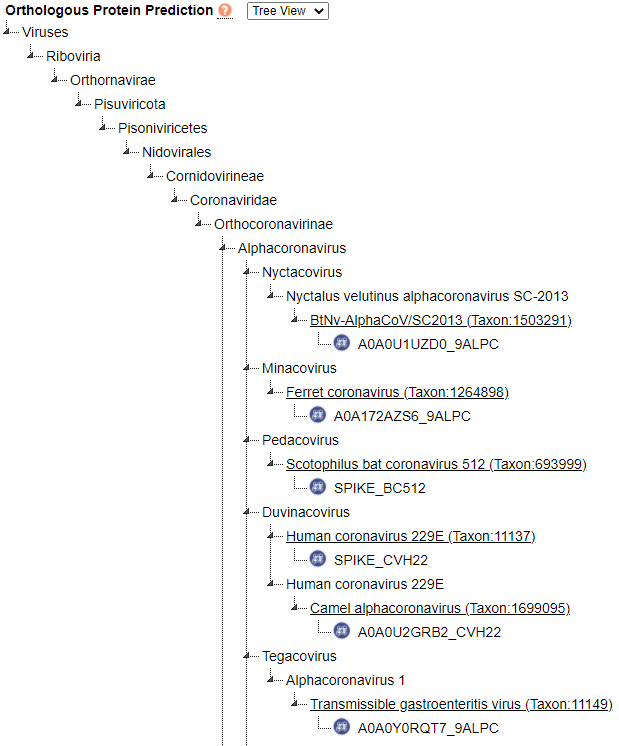 Orthologous Protein Prediction ? Tree View
Viruses
Riboviria
Orthornavirae
Pisuviricota
Pisoniviricetes
Nidovirales
Cornidovirineae
Coronaviridae
Orthocoronavirinae
Alphacoronavirus
Nyctacovirus
Nyctalus velutinus alphacoronavirus SC-2013
BtNv-AlphaCoV/SC2013 (Taxon:1503291)
A0A0U1UZD0_9ALPC
Minacovirus
Ferret coronavirus (Taxon:1264898)
A0A172AZS6_9ALPC
Pedacovirus
Scotophilus bat coronavirus 512 (Taxon:693999)
SPIKE_BC512
Duvinacovirus
Human coronavirus 229E (Taxon:11137)
SPIKE_CVH22
Human coronavirus 229E
Camel alphacoronavirus (Taxon:1699095)
A0A0U2GRB2_CVH22
Tegacovirus
Alphacoronavirus 1
Transmissible gastroenteritis virus (Taxon:11149)
A0A0Y0RQT7_9ALPC